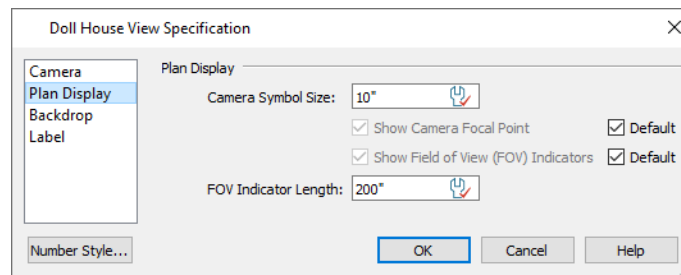 Doll House View Specification
Camera
Plan Display
Backdrop
Label
Number Style...
Plan Display
Camera Symbol Size: 10"
Show Camera Focal Point Default
Show Field of View (FOV) Indicators Default
FOV Indicator Length: 200"
OK Cancel Help